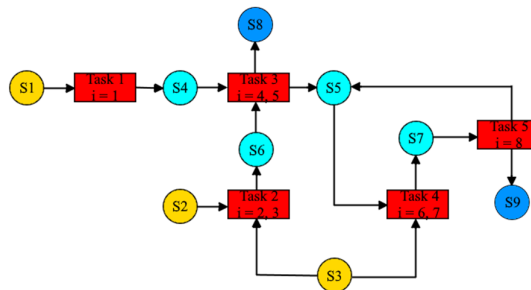 S8
S1
Task 1
i = 1
S4
Task 3
i = 4, 5
S5
Task 5
i = 8
S7
S6
S2
Task 2
i = 2, 3
Task 4
i = 6, 7
S9
S3